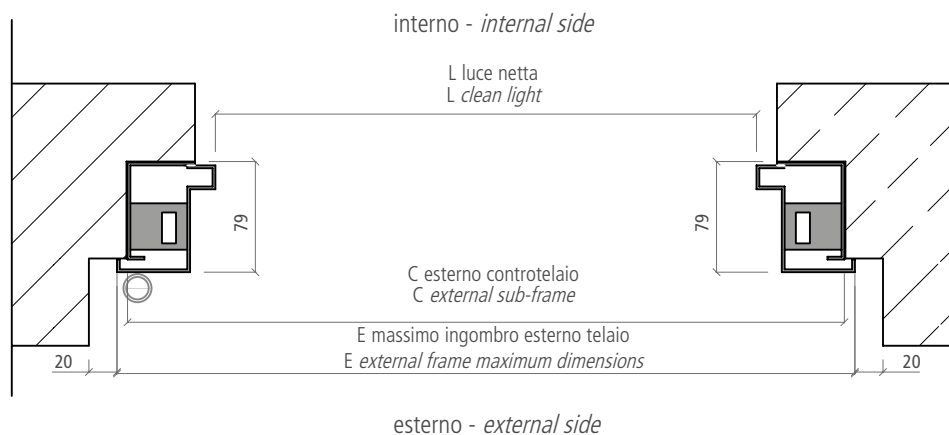 interno - internal side
L luce netta
L clean light
79
79
C esterno controtelaio
C external sub-frame
E massimo ingombro esterno telaio
20
E external frame maximum dimensions
20
esterno - external side